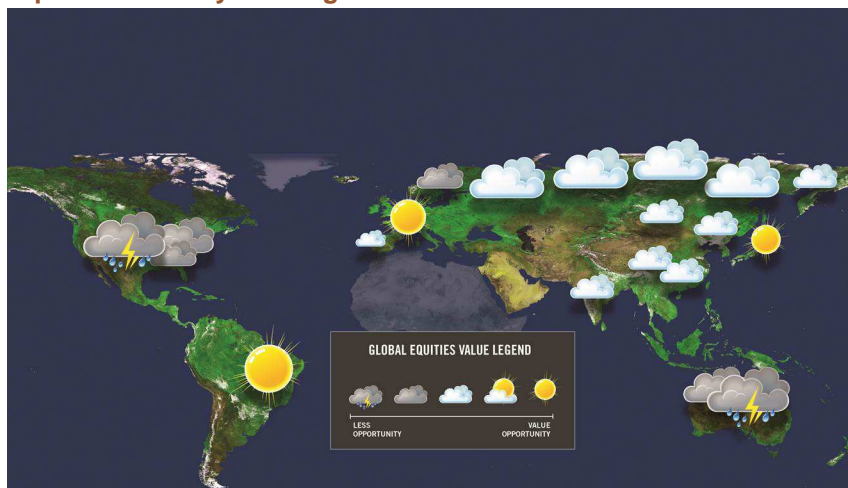 GLOBAL EQUITIES VALUE LEGEND
LESS
OPPORTUNITY
VALUE
OPPORTUNITY